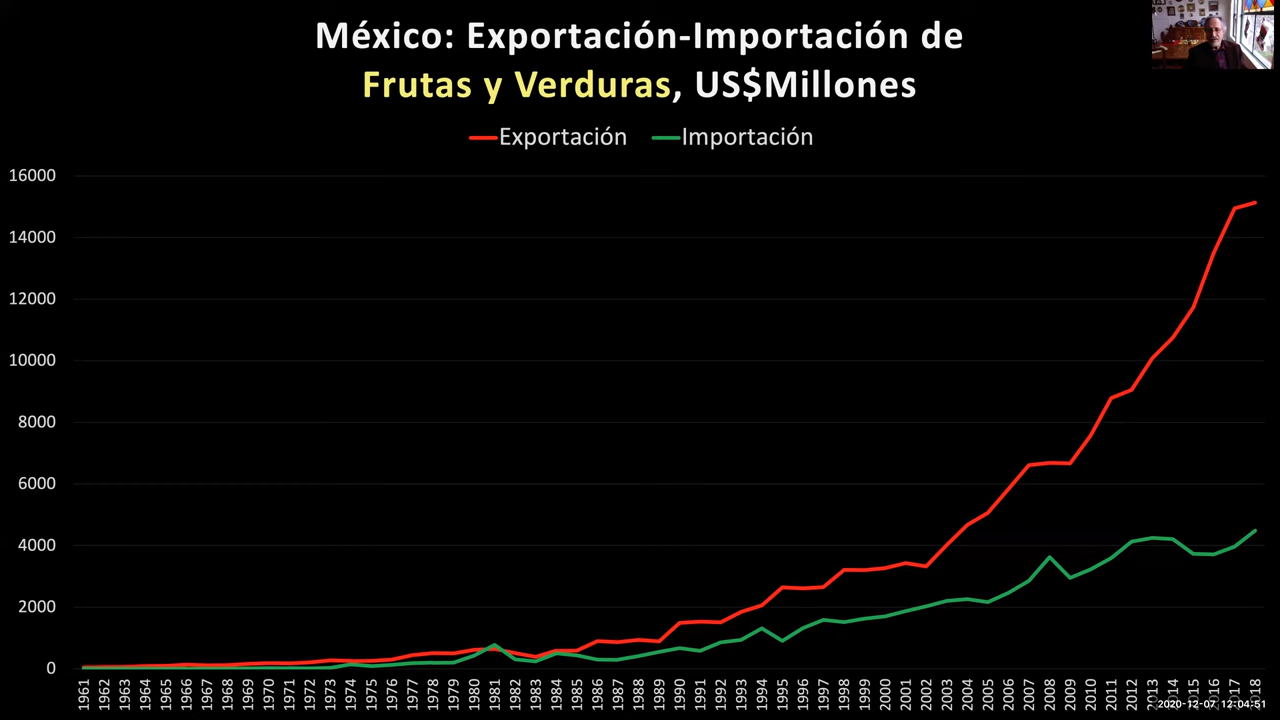 México: Exportación-Importación de
Frutas y Verduras, US$Millones
Exportación Importación
16000
14000
12000
10000
8000
6000
4000
2000
0
1961 1962 1963 1964 1965 1966 1967 1968 1969 1970 1971 1972 1973 1974 1975 1976 1977 1978 1979 1980 1981 1982 1983 1984 1985 1986 1987 1988 1989 1990 1991 1992 1993 1994 1995 1996 1997 1998 1999 2000 2001 2002 2003 2004 2005 2006 2007 2008 2009 2010 2011 2012 2013 2014 2015 2016 2017 2018
2020-12-07 12:04:51